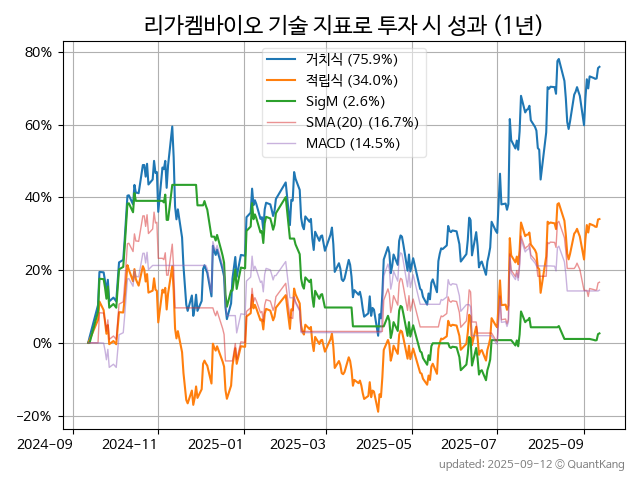 리가켐바이오 기술 지표로 투자 시 성과 (1년)
거치식 (75.9%)
적립식 (34.0%)
SigM (2.6%)
SMA(20) (16.7%)
MACD (14.5%)
80%
60%
40%
20%
0%
−20%
2024-09
2024-11
2025-01
2025-03
2025-05
2025-07
2025-09
updated: 2025-09-12 © QuantKang